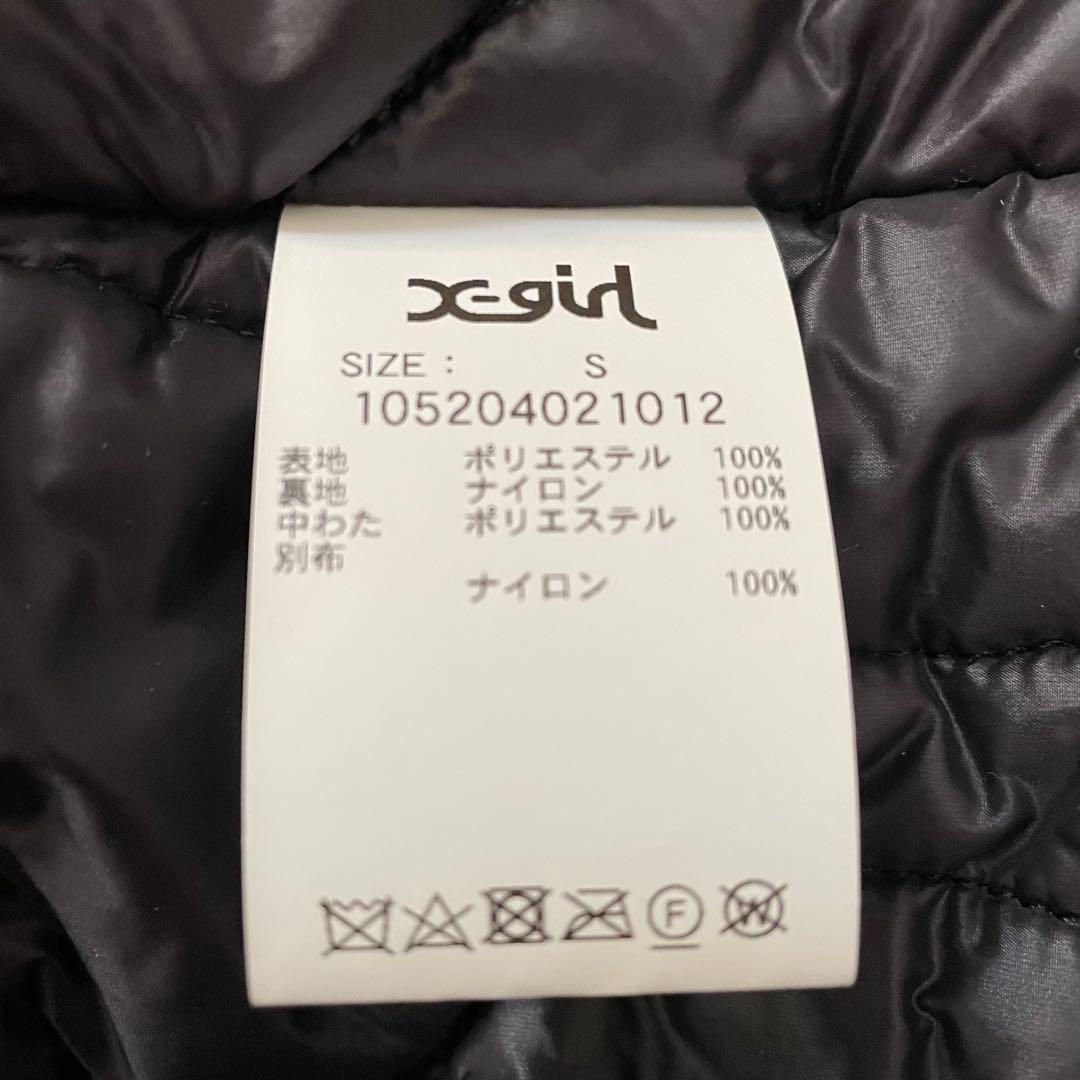 X-girl
SIZE : S
105204021012
表地 ポリエステル 100%
裏地 ナイロン 100%
中わた ポリエステル 100%
別布
ナイロン 100%
F W